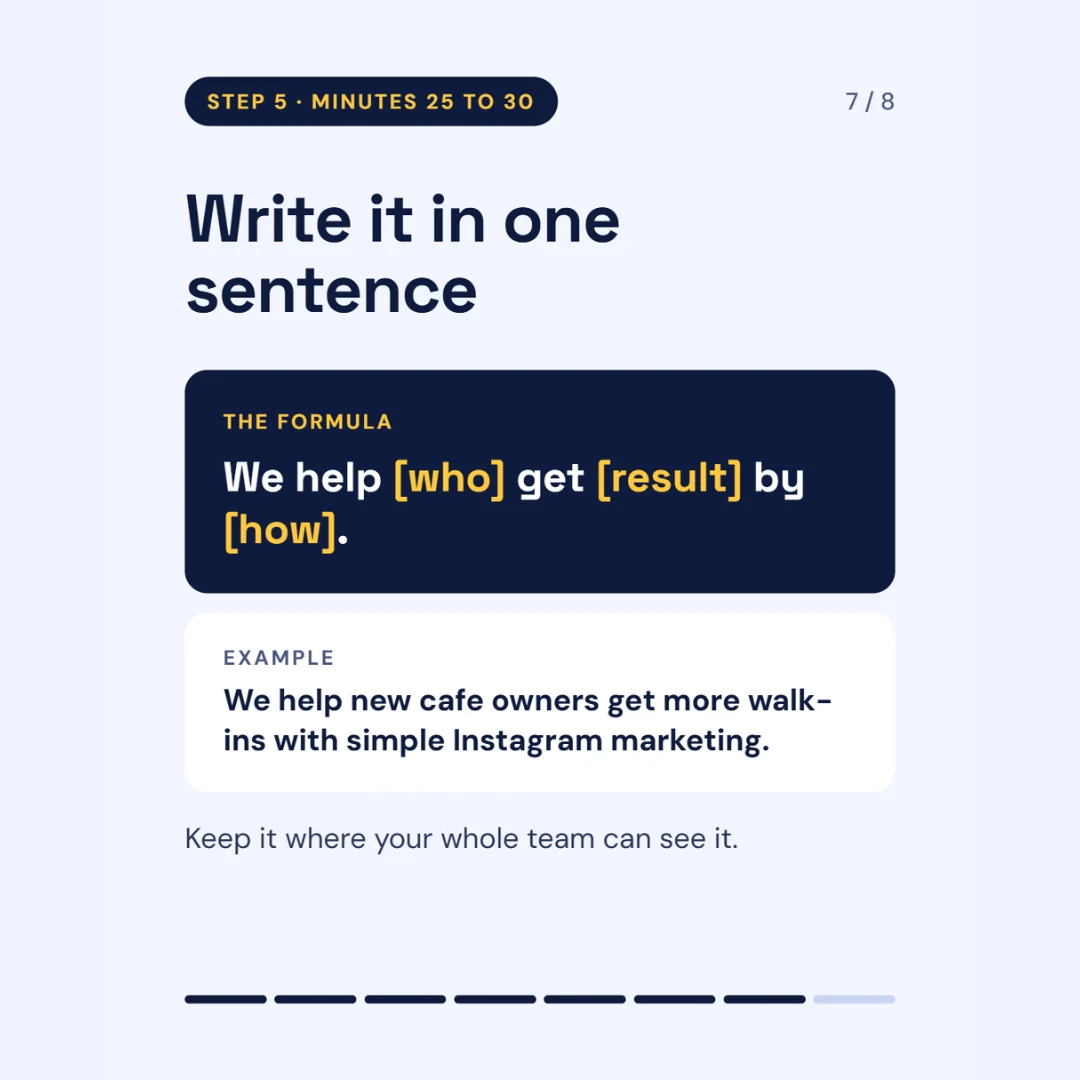 STEP 5 · MINUTES 25 TO 30
7 / 8
Write it in one
sentence
THE FORMULA
We help [who] get [result] by
[how].
EXAMPLE
We help new cafe owners get more walk-
ins with simple Instagram marketing.
Keep it where your whole team can see it.